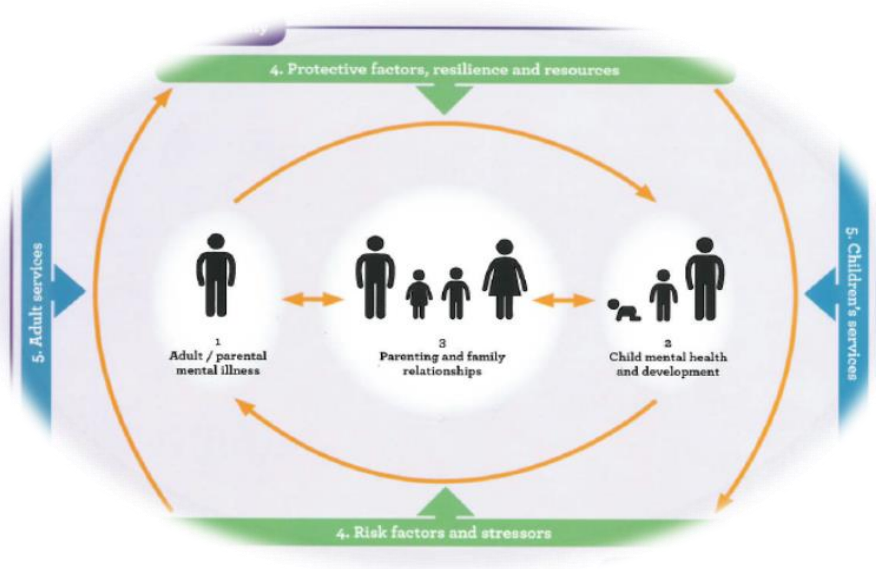 4. Protective factors, resilience and resources
5. Adult services
5. Children's services
1
Adult / parental
mental illness
3
Parenting and family
relationships
2
Child mental health
and development
4. Risk factors and stressors